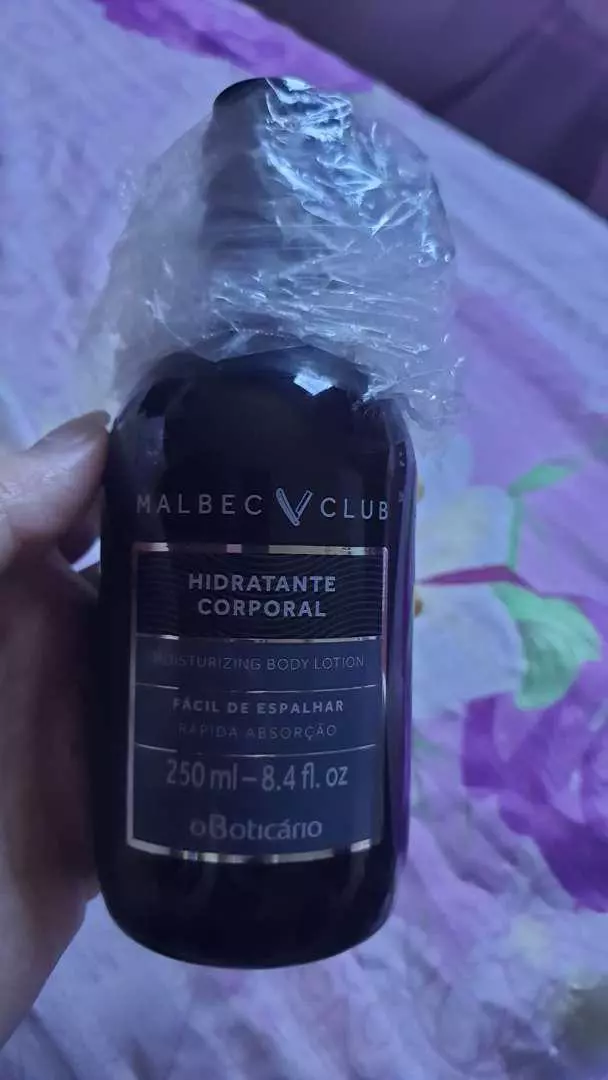 MALBEC CLUB
HIDRATANTE
CORPORAL
MOISTURIZING BODY LOTION
FÁCIL DE ESPALHAR
RÁPIDA ABSORÇÃO
250 ml – 8.4 fl. oz
oBoticário